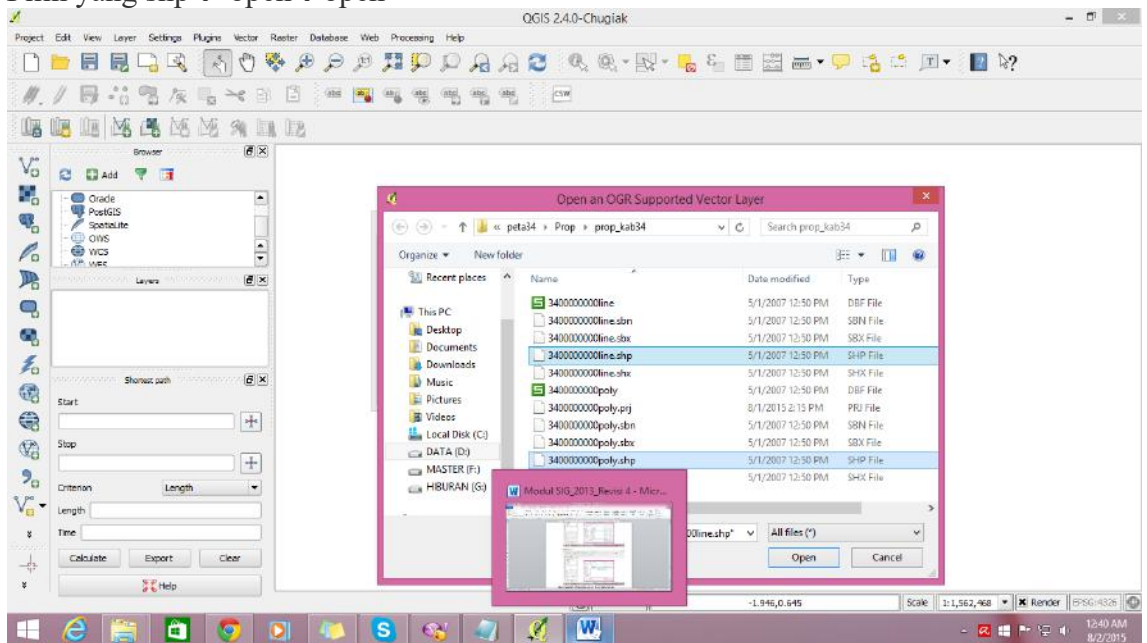 QGIS 2.4.0-Chugiak
Project Edit View Layer Settings Plugins Vector Raster Database Web Processing Help
CSW
Browser
Add
Oracle
PostGIS
SpatiaLite
OWS
WCS
WFS
Layers
Shortest path
Start
Stop
Criterion Length
Length
Time
Calculate Export Clear
Help
Open an OGR Supported Vector Layer
« peta34 Prop prop_kab34
Search prop_kab34
Organize New folder
Recent places
This PC
Desktop
Documents
Downloads
Music
Pictures
Videos
Local Disk (C:)
DATA (D:)
MASTER (F:)
HIBURAN (G:)
Name Date modified Type
3400000000line 5/1/2007 12:50 PM DBF File
3400000000line.sbn 5/1/2007 12:50 PM SBN File
3400000000line.sbx 5/1/2007 12:50 PM SBX File
3400000000line.shp 5/1/2007 12:50 PM SHP File
3400000000line.shx 5/1/2007 12:50 PM SHX File
3400000000poly 5/1/2007 12:50 PM DBF File
3400000000poly.prj 8/1/2015 2:15 PM PRJ File
3400000000poly.sbn 5/1/2007 12:50 PM SBN File
3400000000poly.sbx 5/1/2007 12:50 PM SBX File
3400000000poly.shp 5/1/2007 12:50 PM SHP File
5/1/2007 12:50 PM SHX File
Modul SIG_2013_Revisi 4 - Micr...
00line.shp" All files (*)
Open Cancel
-1.946,0.645 Scale 1:1,562,468 Render EPSG:4326
12:40 AM
8/2/2015